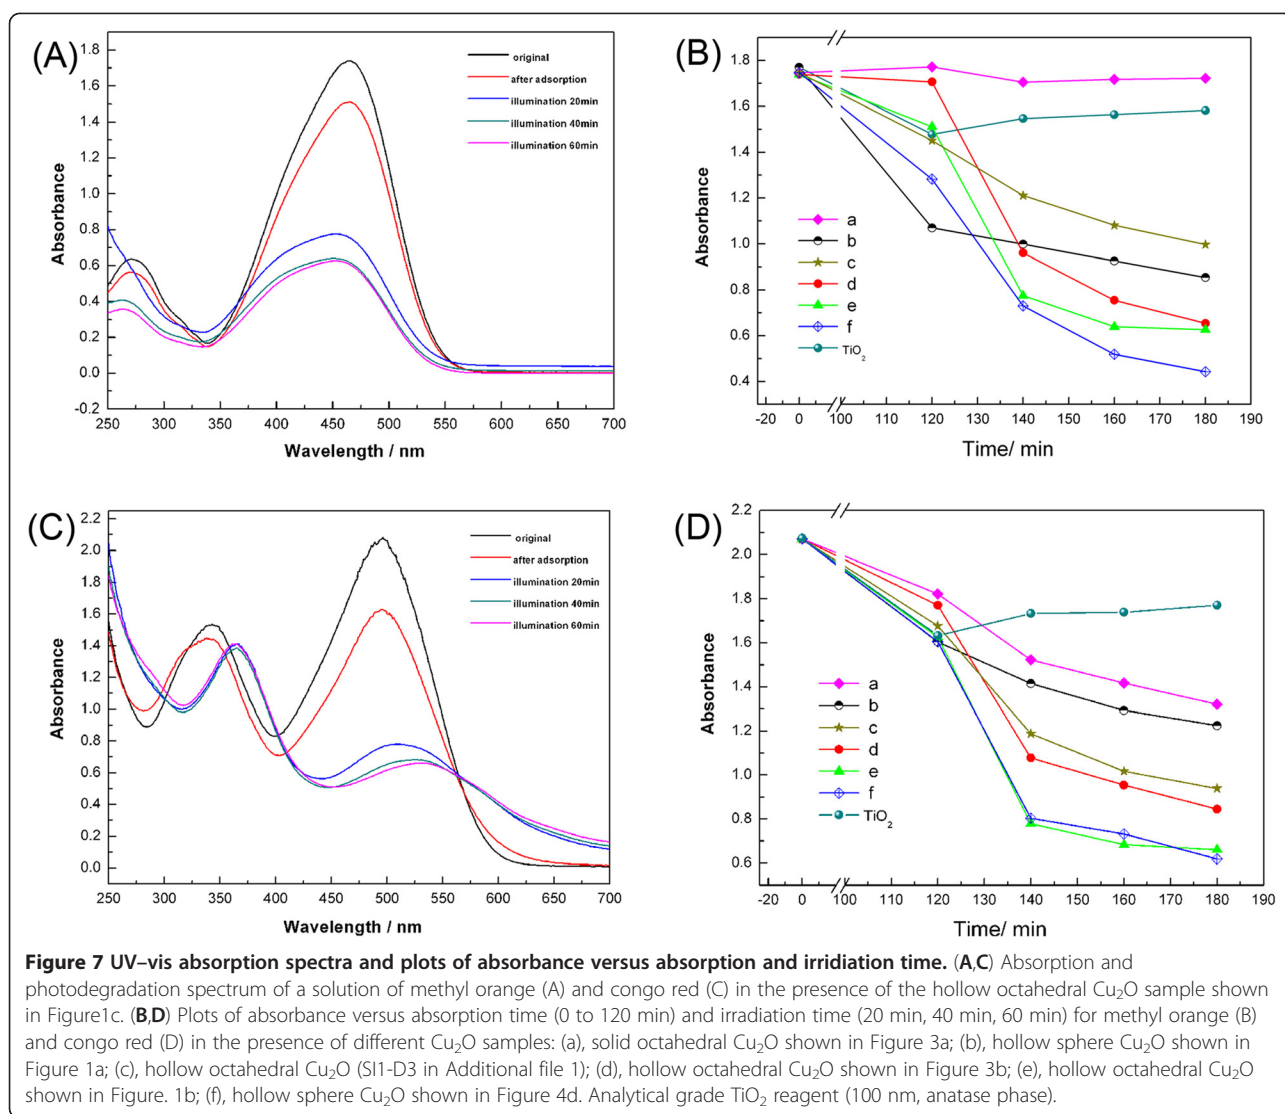 (A)
1.8
1.6
1.4
1.2
1.0
0.8
0.6
0.4
0.2
0.0
-0.2
Absorbance
original
after adsorption
illumination 20min
illumination 40min
illumination 60min
250 300 350 400 450 500 550 600 650 700
Wavelength / nm
(B)
1.8
1.6
1.4
1.2
1.0
0.8
0.6
0.4
Absorbance
a
b
c
d
e
f
TiO₂
-20 0 100 110 120 130 140 150 160 170 180 190
Time/ min
(C)
2.2
2.0
1.8
1.6
1.4
1.2
1.0
0.8
0.6
0.4
0.2
0.0
Absorbance
original
after adsorption
illumination 20min
illumination 40min
illumination 60min
250 300 350 400 450 500 550 600 650 700
Wavelength / nm
(D)
2.2
2.0
1.8
1.6
1.4
1.2
1.0
0.8
0.6
Absorbance
a
b
c
d
e
f
TiO₂
-20 0 100 110 120 130 140 150 160 170 180 190
Time/ min
Figure 7 UV–vis absorption spectra and plots of absorbance versus absorption and irridiation time. (A,C) Absorption and
photodegradation spectrum of a solution of methyl orange (A) and congo red (C) in the presence of the hollow octahedral Cu₂O sample shown
in Figure1c. (B,D) Plots of absorbance versus absorption time (0 to 120 min) and irradiation time (20 min, 40 min, 60 min) for methyl orange (B)
and congo red (D) in the presence of different Cu₂O samples: (a), solid octahedral Cu₂O shown in Figure 3a; (b), hollow sphere Cu₂O shown in
Figure 1a; (c), hollow octahedral Cu₂O (SI1-D3 in Additional file 1); (d), hollow octahedral Cu₂O shown in Figure 3b; (e), hollow octahedral Cu₂O
shown in Figure. 1b; (f), hollow sphere Cu₂O shown in Figure 4d. Analytical grade TiO₂ reagent (100 nm, anatase phase).